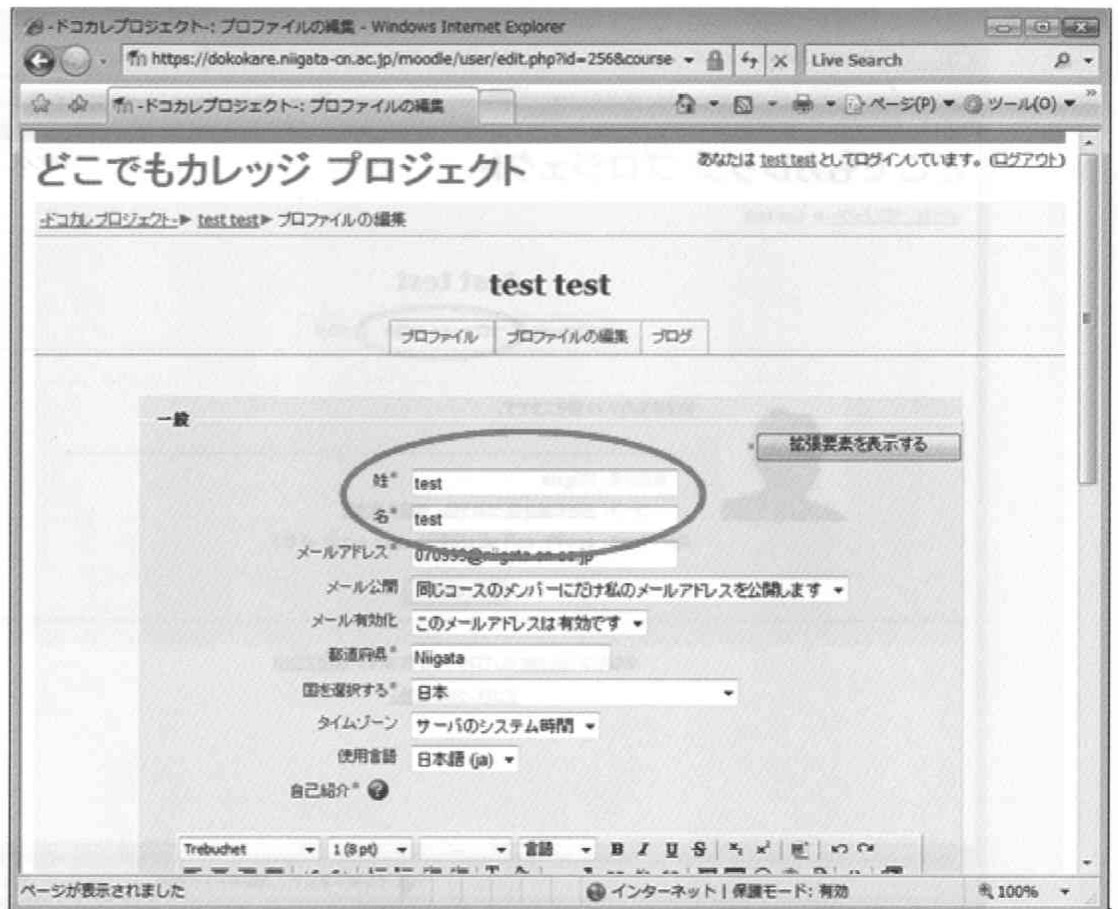 -ドコカレプロジェクト-: プロファイルの編集 - Windows Internet Explorer
https://dokokare.niigata-cn.ac.jp/moodle/user/edit.php?id=256&course
Live Search
-ドコカレプロジェクト-: プロファイルの編集
ページ(P) ツール(O)
どこでもカレッジ プロジェクト
あなたは test test としてログインしています。(ログアウト)
-ドコカレプロジェクト-► test test► プロファイルの編集
test test
プロファイル プロファイルの編集 ブログ
一般
拡張要素を表示する
姓* test
名* test
メールアドレス* 070999@niigata-cn.ac.jp
メール公開 同じコースのメンバーにだけ私のメールアドレスを公開します
メール有効化 このメールアドレスは有効です
都道府県* Niigata
国を選択する* 日本
タイムゾーン サーバのシステム時間
使用言語 日本語 (ja)
自己紹介*
Trebuchet 1 (8 pt) 言語 B I U S
ページが表示されました
インターネット | 保護モード: 有効
100%